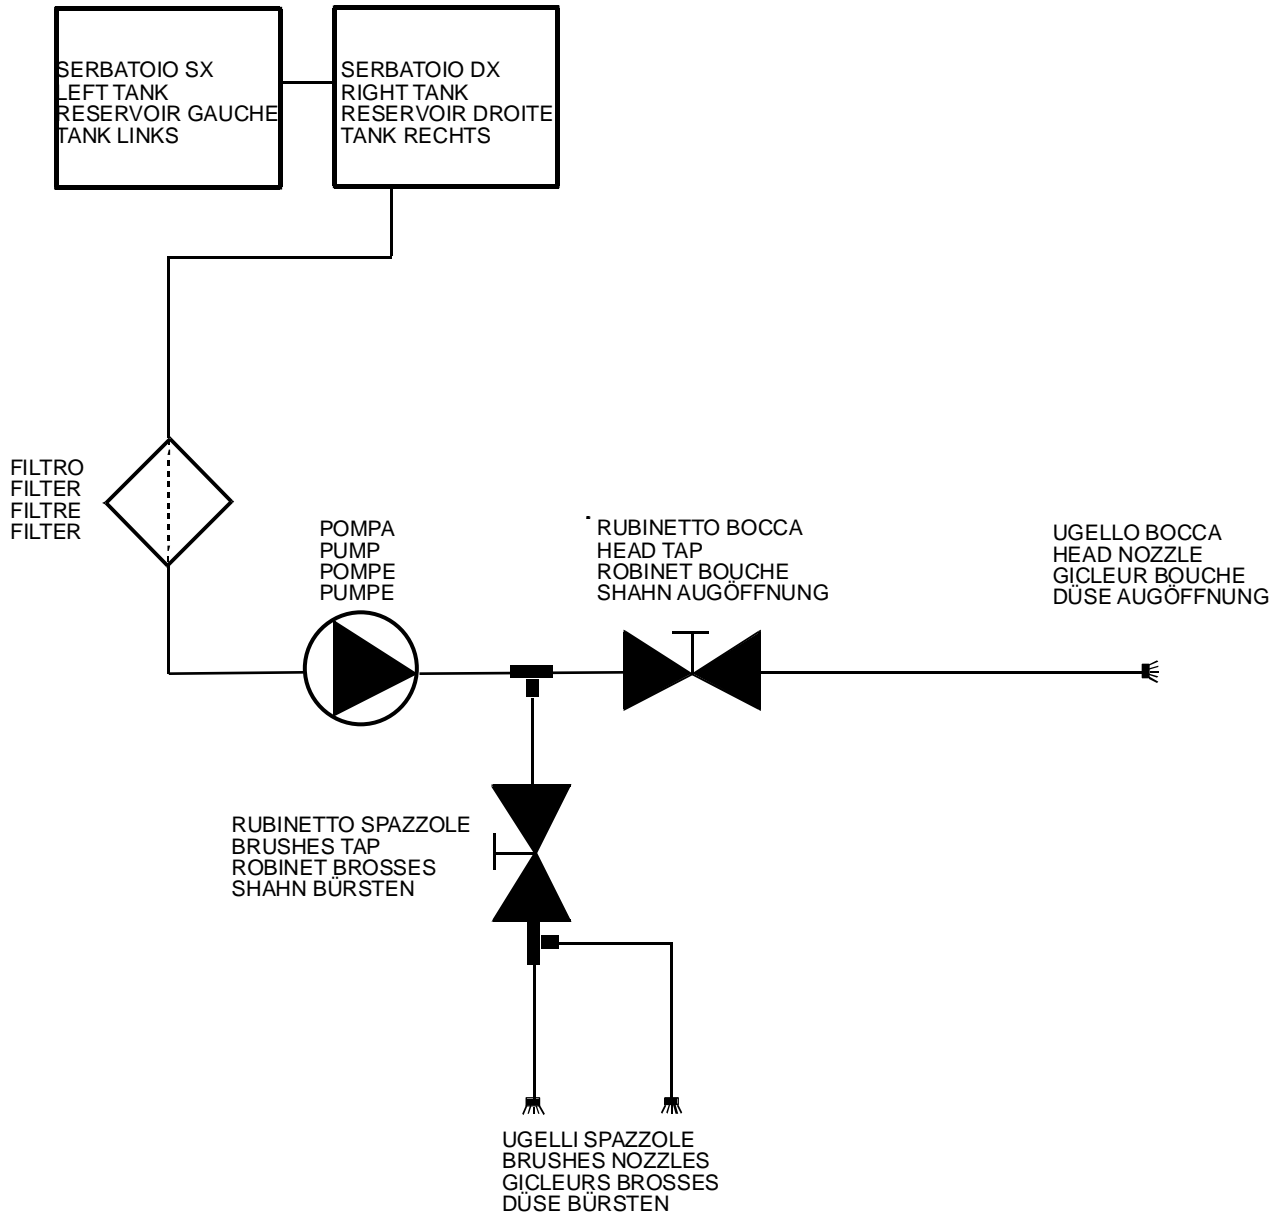 SERBATOIO SX
LEFT TANK
RESERVOIR GAUCHE
TANK LINKS
SERBATOIO DX
RIGHT TANK
RESERVOIR DROITE
TANK RECHTS
FILTRO
FILTER
FILTRE
FILTER
POMPA
PUMP
POMPE
PUMPE
RUBINETTO BOCCA
HEAD TAP
ROBINET BOUCHE
SHAHN AUGÖFFNUNG
UGELLO BOCCA
HEAD NOZZLE
GICLEUR BOUCHE
DÜSE AUGÖFFNUNG
RUBINETTO SPAZZOLE
BRUSHES TAP
ROBINET BROSSES
SHAHN BÜRSTEN
UGELLI SPAZZOLE
BRUSHES NOZZLES
GICLEURS BROSSES
DÜSE BÜRSTEN